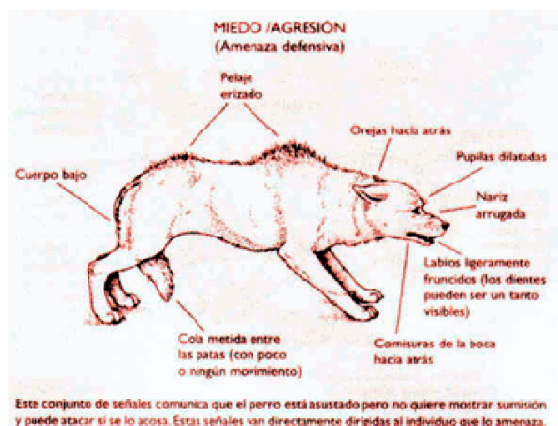 MIEDO /AGRESIÓN
(Amenaza defensiva)
Pelaje
erizado
Orejas hacia atrás
Pupilas dilatadas
Cuerpo bajo
Nariz
arrugada
Labios ligeramente
fruncidos (los dientes
pueden ser un tanto
visibles)
Cola metida entre
las patas (con poco
o ningún movimiento)
Comisuras de la boca
hacia atrás
Este conjunto de señales comunica que el perro está asustado pero no quiere mostrar sumisión
y puede atacar si se lo acosa. Estas señales van directamente dirigidas al individuo que lo amenaza.